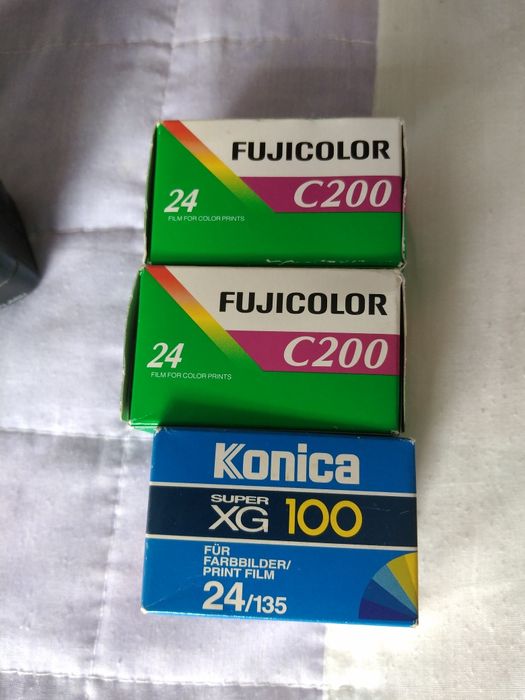 FUJICOLOR
C200
24
FILM FOR COLOR PRINTS
FUJICOLOR
C200
24
FILM FOR COLOR PRINTS
Konica
SUPER
XG 100
FÜR
FARBBILDER/
PRINT FILM
24/135